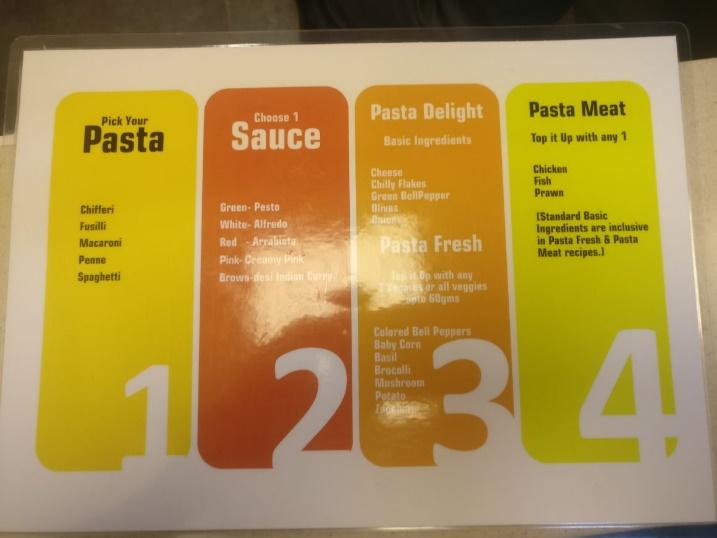 Pick Your
Pasta
Chifferi
Fusilli
Macaroni
Penne
Spaghetti
1
Choose 1
Sauce
Green- Pesto
White- Alfredo
Red - Arrabiata
Pink- Creamy Pink
Brown-desi Indian Curry
2
Pasta Delight
Basic Ingredients
Cheese
Chilly Flakes
Green BellPepper
Olives
Pasta Fresh
Top it Up with any
Veggies or all veggies
upto 60gms
Colored Bell Peppers
Baby Corn
Basil
Brocolli
Mushroom
Potato
3
Pasta Meat
Top it Up with any 1
Chicken
Fish
Prawn
[Standard Basic
Ingredients are inclusive
in Pasta Fresh & Pasta
Meat recipes.]
4